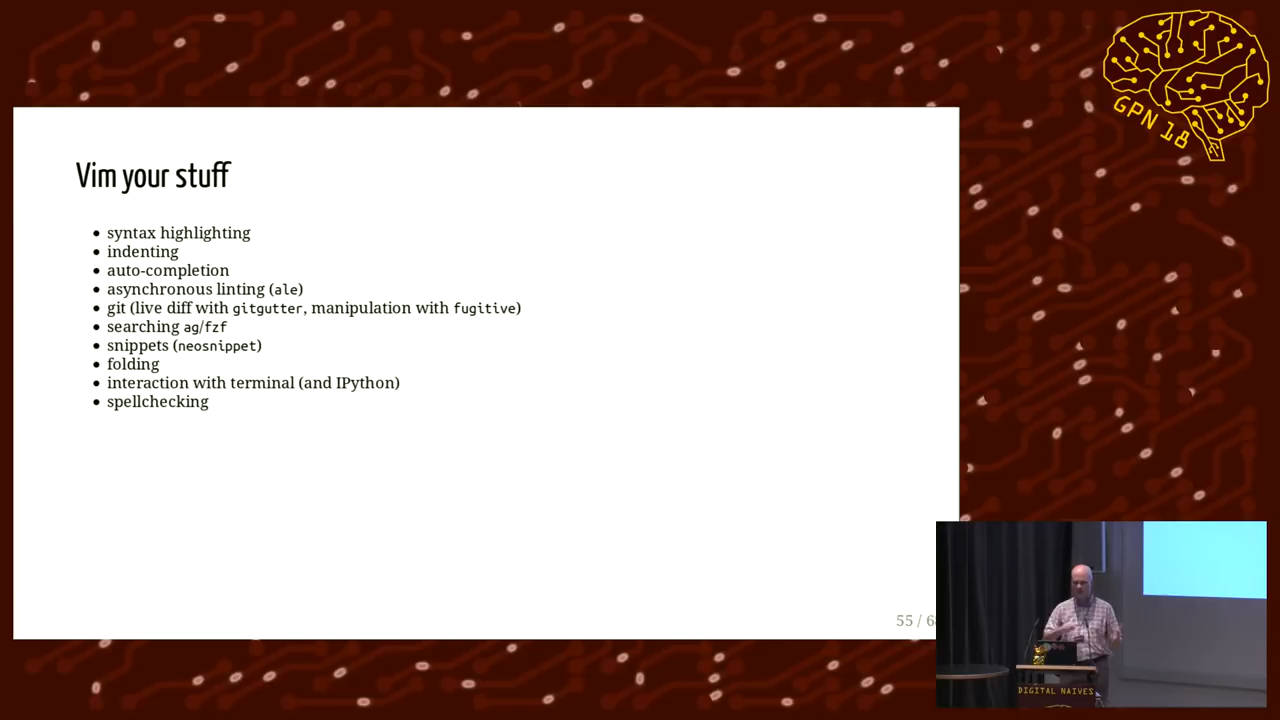 GPN 18
Vim your stuff
• syntax highlighting
• indenting
• auto-completion
• asynchronous linting (ale)
• git (live diff with gitgutter, manipulation with fugitive)
• searching ag/fzf
• snippets (neosnippet)
• folding
• interaction with terminal (and IPython)
• spellchecking
55 / 6
DIGITAL NAIVES